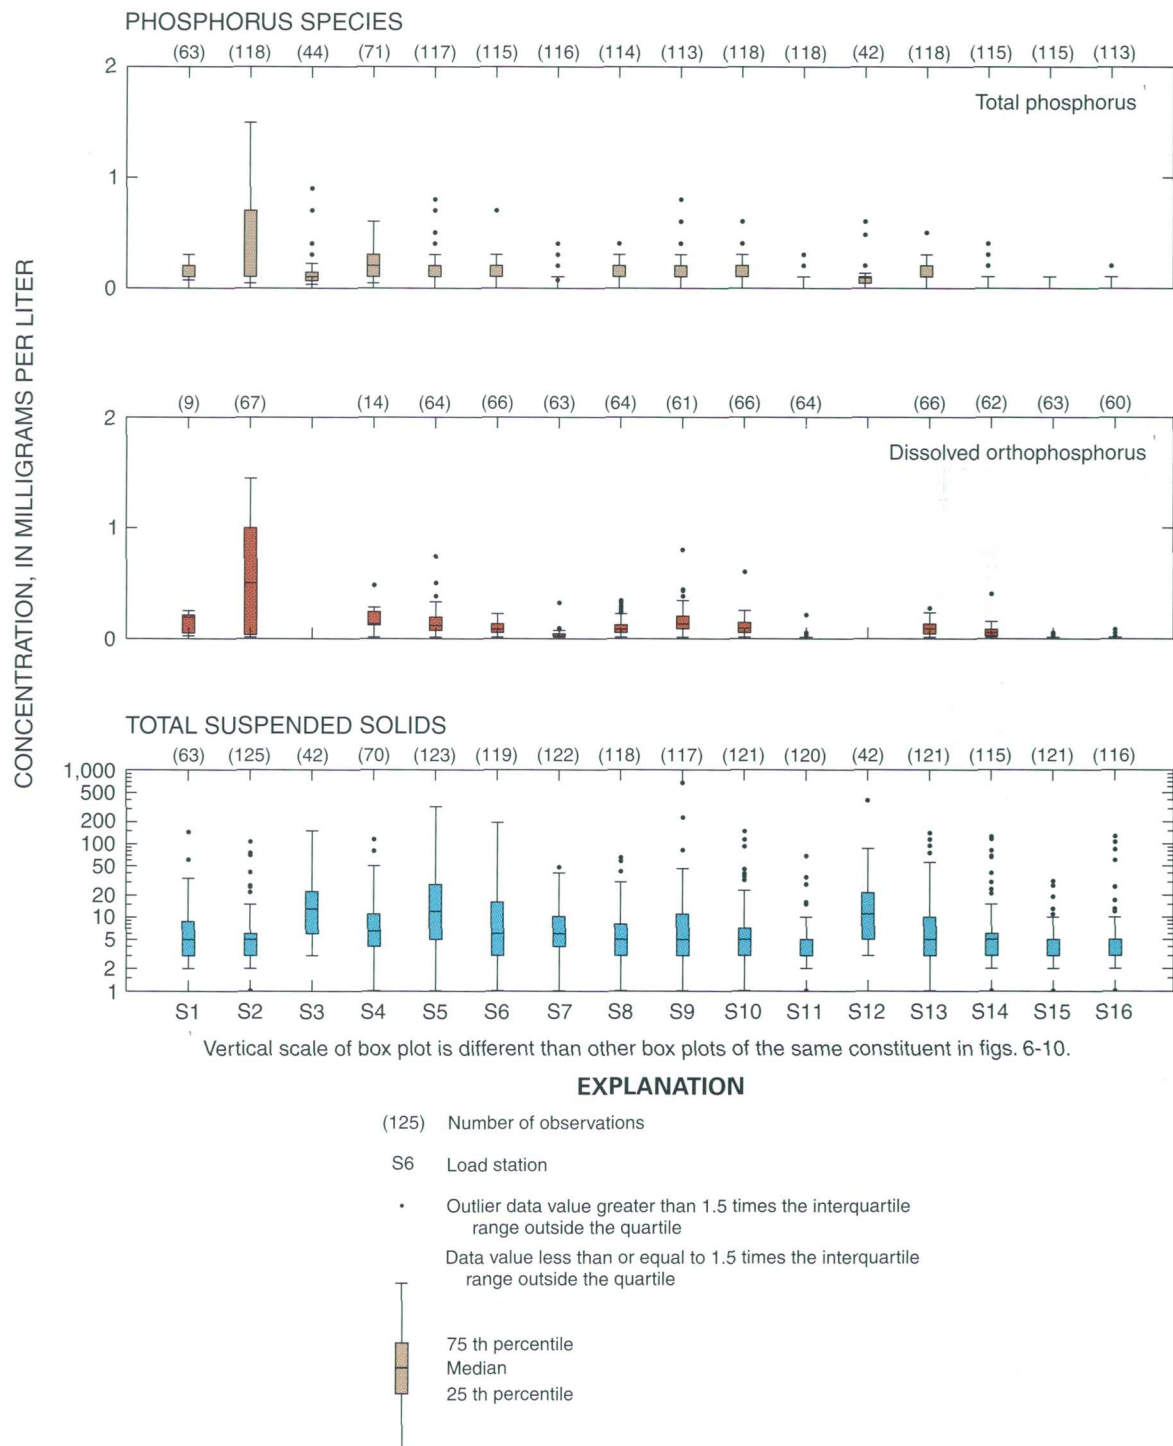 PHOSPHORUS SPECIES
(63) (118) (44) (71) (117) (115) (116) (114) (113) (118) (118) (42) (118) (115) (115) (113)
2
Total phosphorus 1
1
0
CONCENTRATION, IN MILLIGRAMS PER LITER
(9) (67) (14) (64) (66) (63) (64) (61) (66) (64) (66) (62) (63) (60)
2
Dissolved orthophosphorus 1
1
0
TOTAL SUSPENDED SOLIDS
(63) (125) (42) (70) (123) (119) (122) (118) (117) (121) (120) (42) (121) (115) (121) (116)
1,000
500
200
100
50
20
10
5
2
1
S1 S2 S3 S4 S5 S6 S7 S8 S9 S10 S11 S12 S13 S14 S15 S16
1 Vertical scale of box plot is different than other box plots of the same constituent in figs. 6-10.
EXPLANATION
(125) Number of observations
S6 Load station
Outlier data value greater than 1.5 times the interquartile
range outside the quartile
Data value less than or equal to 1.5 times the interquartile
range outside the quartile
75 th percentile
Median
25 th percentile